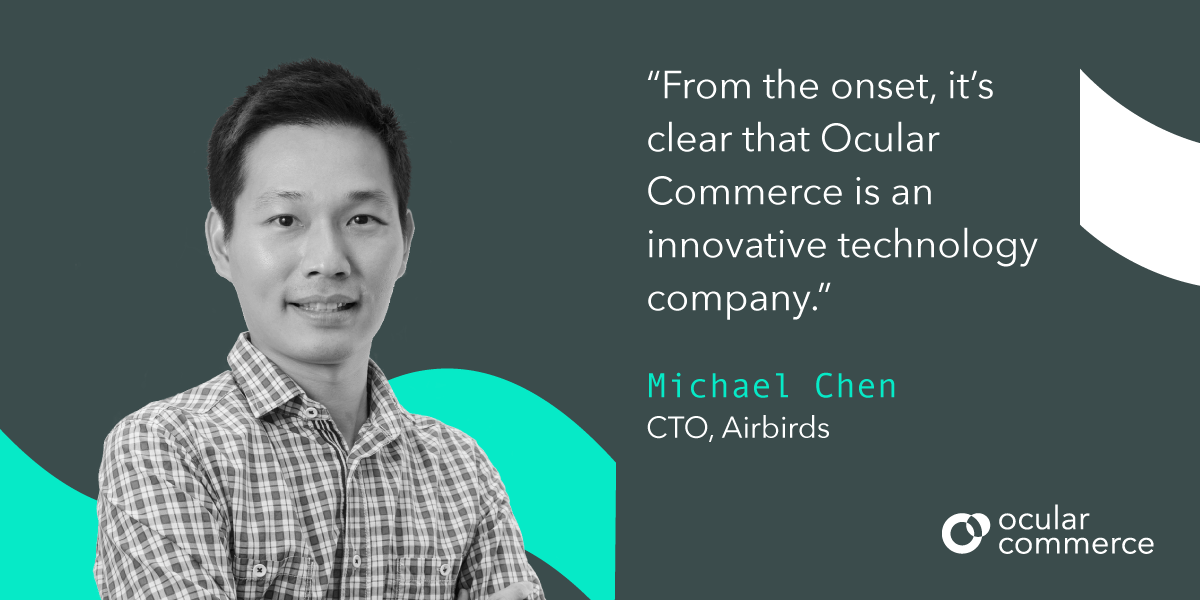 “From the onset, it’s
clear that Ocular
Commerce is an
innovative technology
company.”
Michael Chen
CTO, Airbirds
ocular
commerce